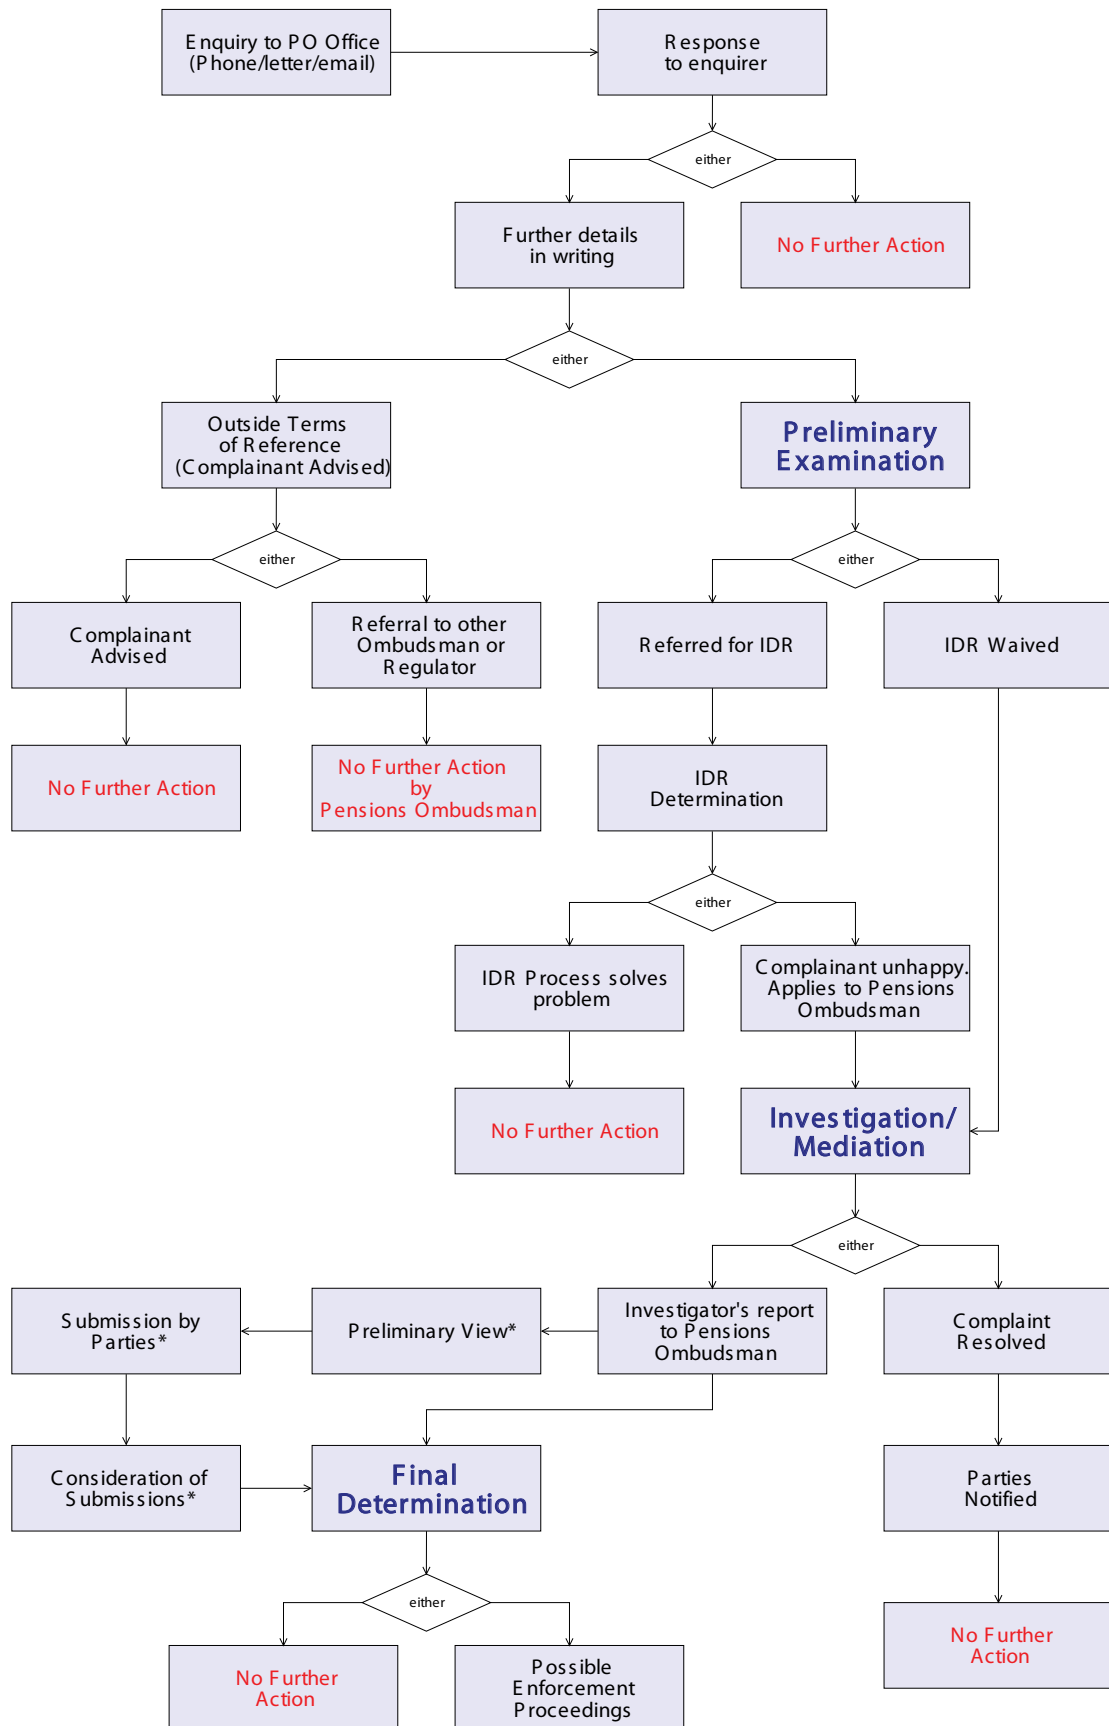 Enquiry to PO Office
(Phone/letter/email)
Response
to enquirer
either
Further details
in writing
No Further Action
either
Outside Terms
of Reference
(Complainant Advised)
Preliminary
Examination
either
either
Complainant
Advised
Referral to other
Ombudsman or
Regulator
Referred for IDR
IDR Waived
No Further Action
No Further Action
by
Pensions Ombudsman
IDR
Determination
either
IDR Process solves
problem
Complainant unhappy.
Applies to Pensions
Ombudsman
No Further Action
Investigation/
Mediation
either
Submission by
Parties*
Preliminary View*
Investigator's report
to Pensions
Ombudsman
Complaint
Resolved
Consideration of
Submissions*
Final
Determination
Parties
Notified
either
No Further
Action
Possible
Enforcement
Proceedings
No Further
Action